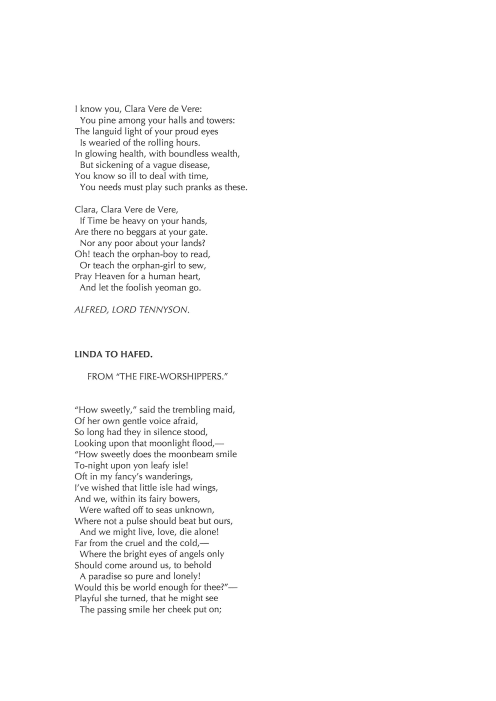 I know you, Clara Vere de Vere:
You pine among your halls and towers:
The languid light of your proud eyes
Is wearied of the rolling hours.
In glowing health, with boundless wealth,
But sickening of a vague disease,
You know so ill to deal with time,
You needs must play such pranks as these.

Clara, Clara Vere de Vere,
If Time be heavy on your hands,
Are there no beggars at your gate.
Nor any poor about your lands?
Oh! teach the orphan-boy to read,
Or teach the orphan-girl to sew,
Pray Heaven for a human heart,
And let the foolish yeoman go.

ALFRED, LORD TENNYSON.

LINDA TO HAFED.

FROM “THE FIRE-WORSHIPPERS.”

“How sweetly,” said the trembling maid,
Of her own gentle voice afraid,
So long had they in silence stood,
Looking upon that moonlight flood,—
“How sweetly does the moonbeam smile
To-night upon yon leafy isle!
Oft in my fancy’s wanderings,
I’ve wished that little isle had wings,
And we, within its fairy bowers,
Were wafted off to seas unknown,
Where not a pulse should beat but ours,
And we might live, love, die alone!
Far from the cruel and the cold,—
Where the bright eyes of angels only
Should come around us, to behold
A paradise so pure and lonely!
Would this be world enough for thee?”—
Playful she turned, that he might see
The passing smile her cheek put on;